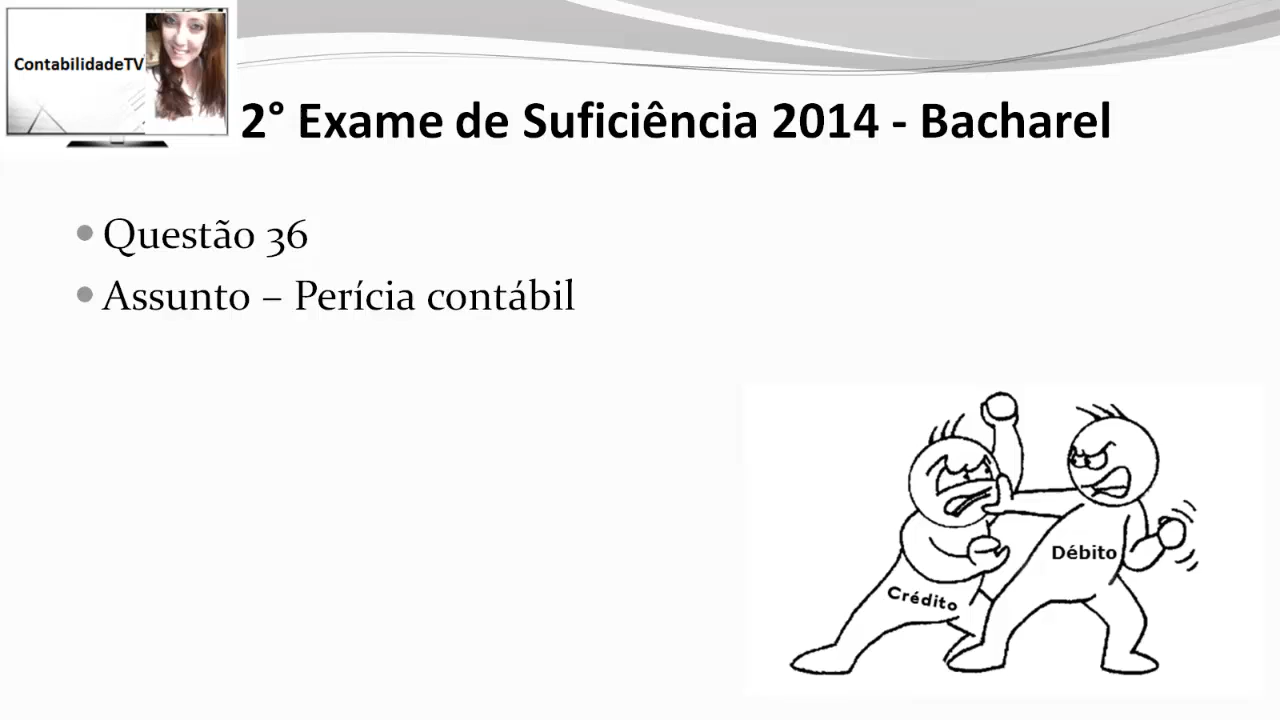 ContabilidadeTV
2° Exame de Suficiência 2014 - Bacharel
• Questão 36
• Assunto – Perícia contábil
Débito
Crédito